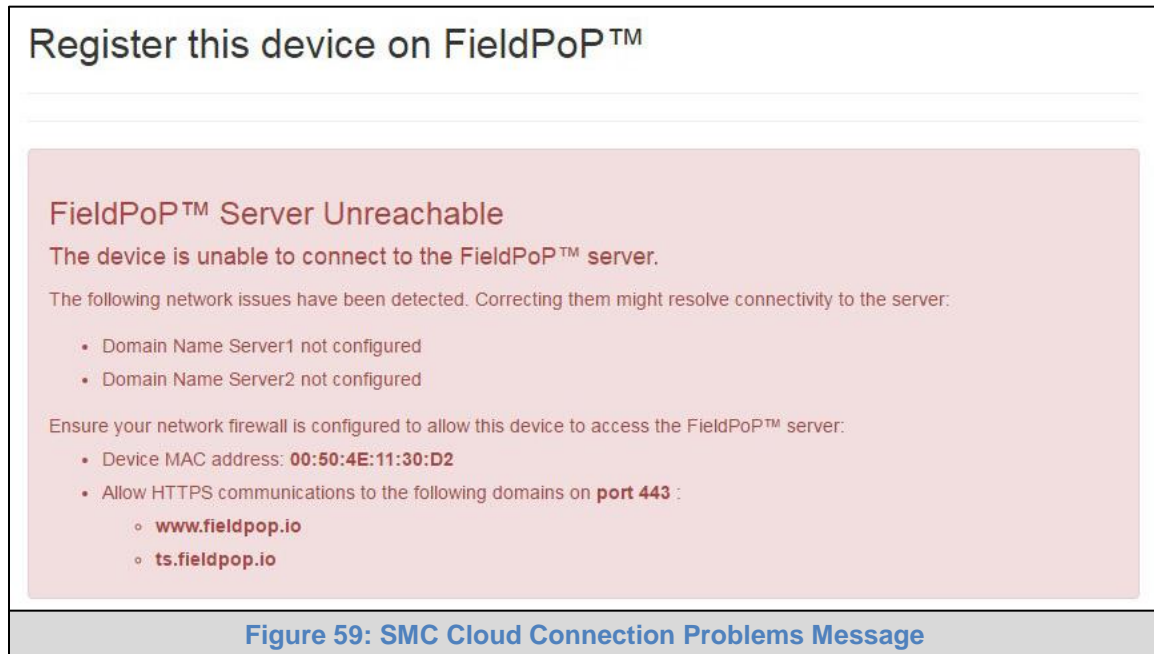 Register this device on FieldPoP™
FieldPoP™ Server Unreachable
The device is unable to connect to the FieldPoP™ server.
The following network issues have been detected. Correcting them might resolve connectivity to the server:
• Domain Name Server1 not configured
• Domain Name Server2 not configured
Ensure your network firewall is configured to allow this device to access the FieldPoP™ server:
• Device MAC address: 00:50:4E:11:30:D2
• Allow HTTPS communications to the following domains on port 443 :
◦ www.fieldpop.io
◦ ts.fieldpop.io
Figure 59: SMC Cloud Connection Problems Message